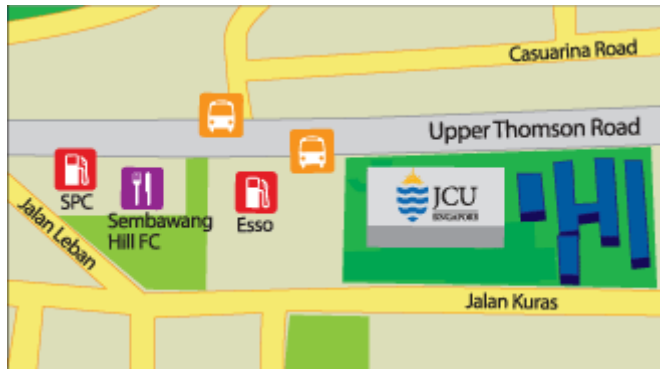 Casuarina Road
Upper Thomson Road
SPC
Sembawang
Hill FC
Esso
JCU
SINGAPORE
Jalan Leban
Jalan Kuras